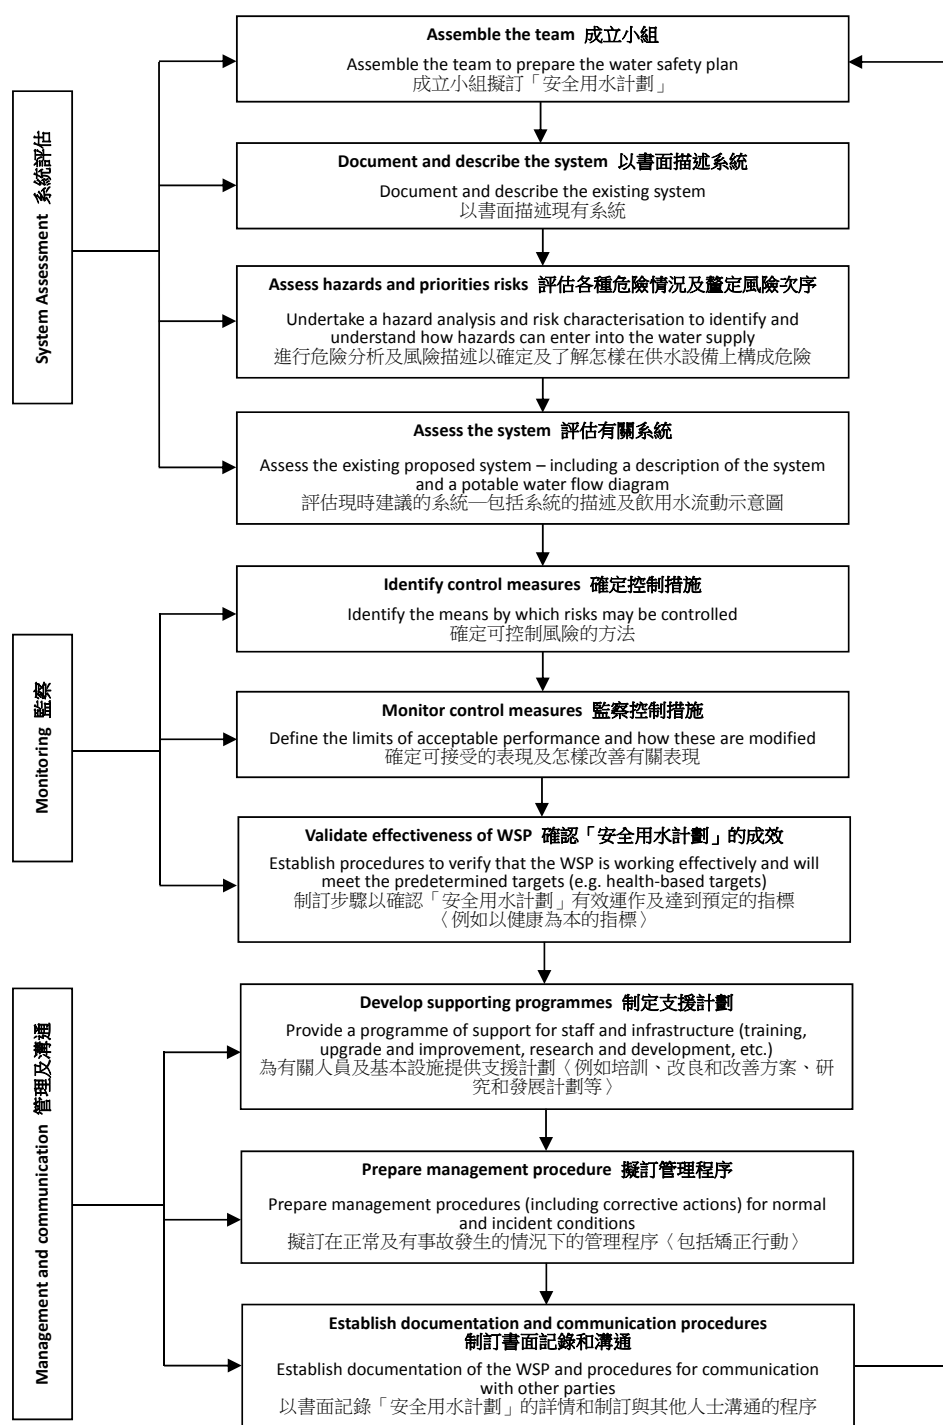 Assemble the team 成立小組
Assemble the team to prepare the water safety plan
成立小組擬訂「安全用水計劃」
System Assessment 系統評估
Document and describe the system 以書面描述系統
Document and describe the existing system
以書面描述現有系統
Assess hazards and priorities risks 評估各種危險情況及釐定風險次序
Undertake a hazard analysis and risk characterisation to identify and
understand how hazards can enter into the water supply
進行危險分析及風險描述以確定及了解怎樣在供水設備上構成危險
Assess the system 評估有關系統
Assess the existing proposed system – including a description of the system
and a potable water flow diagram
評估現時建議的系統—包括系統的描述及飲用水流動示意圖
Identify control measures 確定控制措施
Identify the means by which risks may be controlled
確定可控制風險的方法
Monitoring 監察
Monitor control measures 監察控制措施
Define the limits of acceptable performance and how these are modified
確定可接受的表現及怎樣改善有關表現
Validate effectiveness of WSP 確認「安全用水計劃」的成效
Establish procedures to verify that the WSP is working effectively and will
meet the predetermined targets (e.g. health-based targets)
制訂步驟以確認「安全用水計劃」有效運作及達到預定的指標
〈例如以健康為本的指標〉
Develop supporting programmes 制定支援計劃
Provide a programme of support for staff and infrastructure (training,
upgrade and improvement, research and development, etc.)
為有關人員及基本設施提供支援計劃〈例如培訓、改良和改善方案、研
究和發展計劃等〉
Management and communication 管理及溝通
Prepare management procedure 擬訂管理程序
Prepare management procedures (including corrective actions) for normal
and incident conditions
擬訂在正常及有事故發生的情況下的管理程序〈包括矯正行動〉
Establish documentation and communication procedures
制訂書面記錄和溝通
Establish documentation of the WSP and procedures for communication
with other parties
以書面記錄「安全用水計劃」的詳情和制訂與其他人士溝通的程序